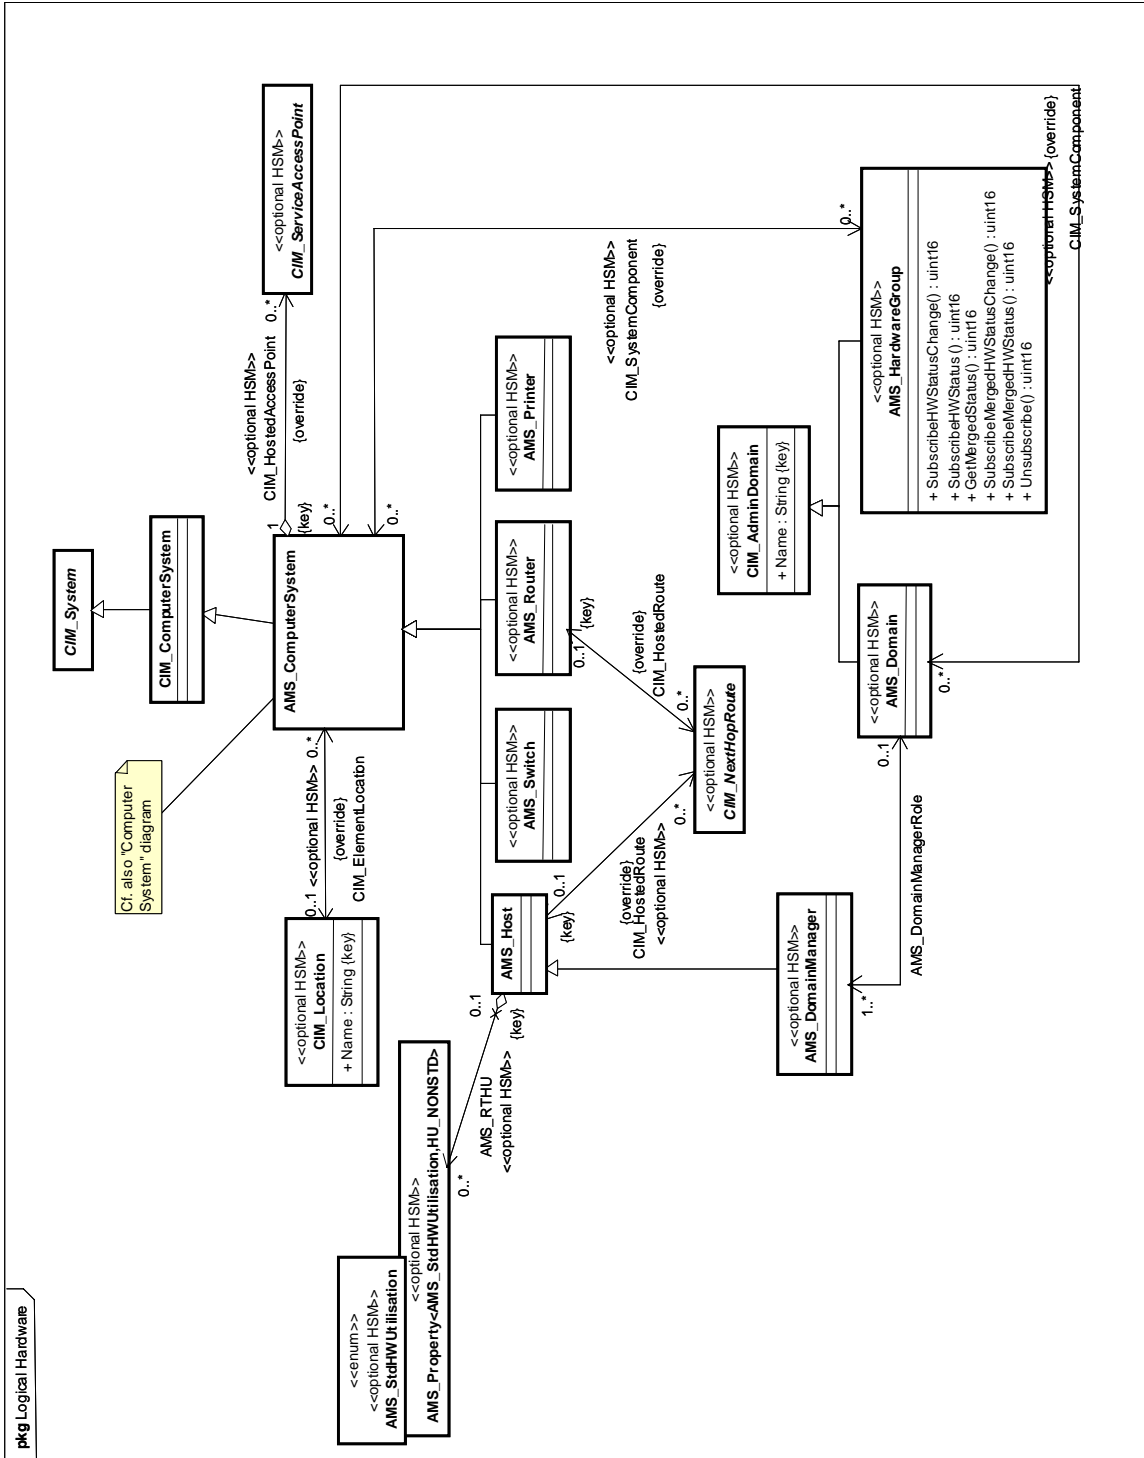 pkg Logical Hardware
<<enum>>
<<optional HSM>>
AMS_StdHWUtilisation
<<optional HSM>>
AMS_Property<AMS_StdHWUtilisation,HU_NONSTD>
0..*
AMS_RTHU
<<optional HSM>>
0..1
{key}
Cf. also "Computer
System" diagram
CIM_System
CIM_ComputerSystem
AMS_ComputerSystem
<<optional HSM>>
CIM_Location
+ Name : String {key}
0..1
<<optional HSM>>
0..*
{override}
CIM_ElementLocation
<<optional HSM>>
CIM_HostedAccessPoint
0..*
1
{key}
{override}
<<optional HSM>>
CIM_ServiceAccessPoint
0..*
0..*
AMS_Host
<<optional HSM>>
AMS_Switch
<<optional HSM>>
AMS_Router
<<optional HSM>>
AMS_Printer
0..1
{key}
{override}
CIM_HostedRoute
<<optional HSM>>
0..*
0..1
{key}
{override}
CIM_HostedRoute
0..*
<<optional HSM>>
CIM_NextHopRoute
<<optional HSM>>
CIM_SystemComponent
{override}
0..*
<<optional HSM>>
AMS_DomainManager
1..*
AMS_DomainManagerRole
0..1
<<optional HSM>>
AMS_Domain
0..*
<<optional HSM>>
CIM_AdminDomain
+ Name : String {key}
<<optional HSM>>
AMS_HardwareGroup
+ SubscribeHWStatusChange() : uint16
+ SubscribeHWStatus() : uint16
+ GetMergedStatus() : uint16
+ SubscribeMergedHWStatusChange() : uint16
+ SubscribeMergedHWStatus() : uint16
+ Unsubscribe() : uint16
<<optional HSM>> {override}
CIM_SystemComponent